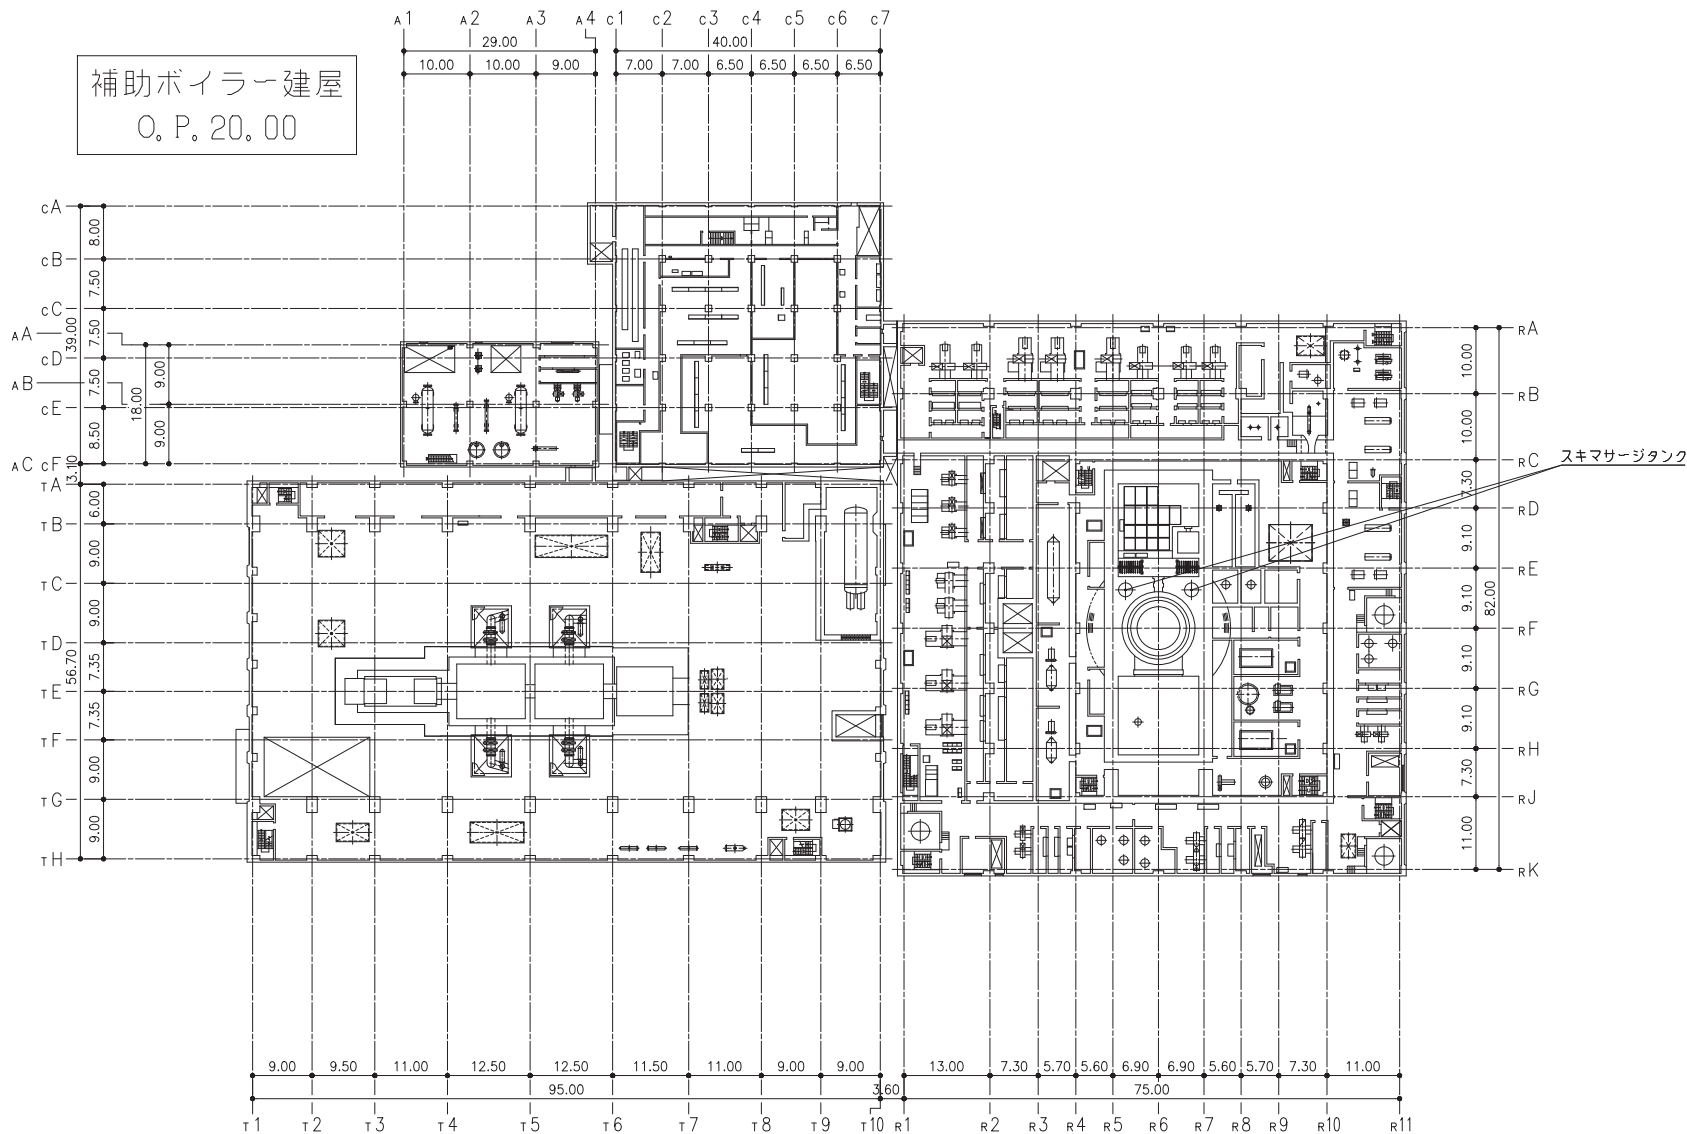 A1 A2 A3 A4 C1 C2 C3 C4 C5 C6 C7
29.00 40.00
10.00 10.00 9.00 7.00 7.00 6.50 6.50 6.50 6.50
補助ボイラー建屋
O.P.20.00
CA
8.00
CB
7.50
CC
AA
39.00
7.50
CD
AB
7.50
CE
8.50
AC CF
18.00
9.00
9.00
3.10
TA
6.00
TB
9.00
TC
9.00
TD
7.35
56.70
TE
7.35
TF
9.00
TG
9.00
TH
RA
10.00
RB
10.00
RC
スキマサージタンク
7.30
RD
9.10
RE
9.10
82.00
RF
9.10
RG
9.10
RH
7.30
RJ
11.00
RK
9.00 9.50 11.00 12.50 12.50 11.50 11.00 9.00 9.00 13.00 7.30 5.70 5.60 6.90 6.90 5.60 5.70 7.30 11.00
95.00 3.60 75.00
T1 T2 T3 T4 T5 T6 T7 T8 T9 T10 R1 R2 R3 R4 R5 R6 R7 R8 R9 R10 R11